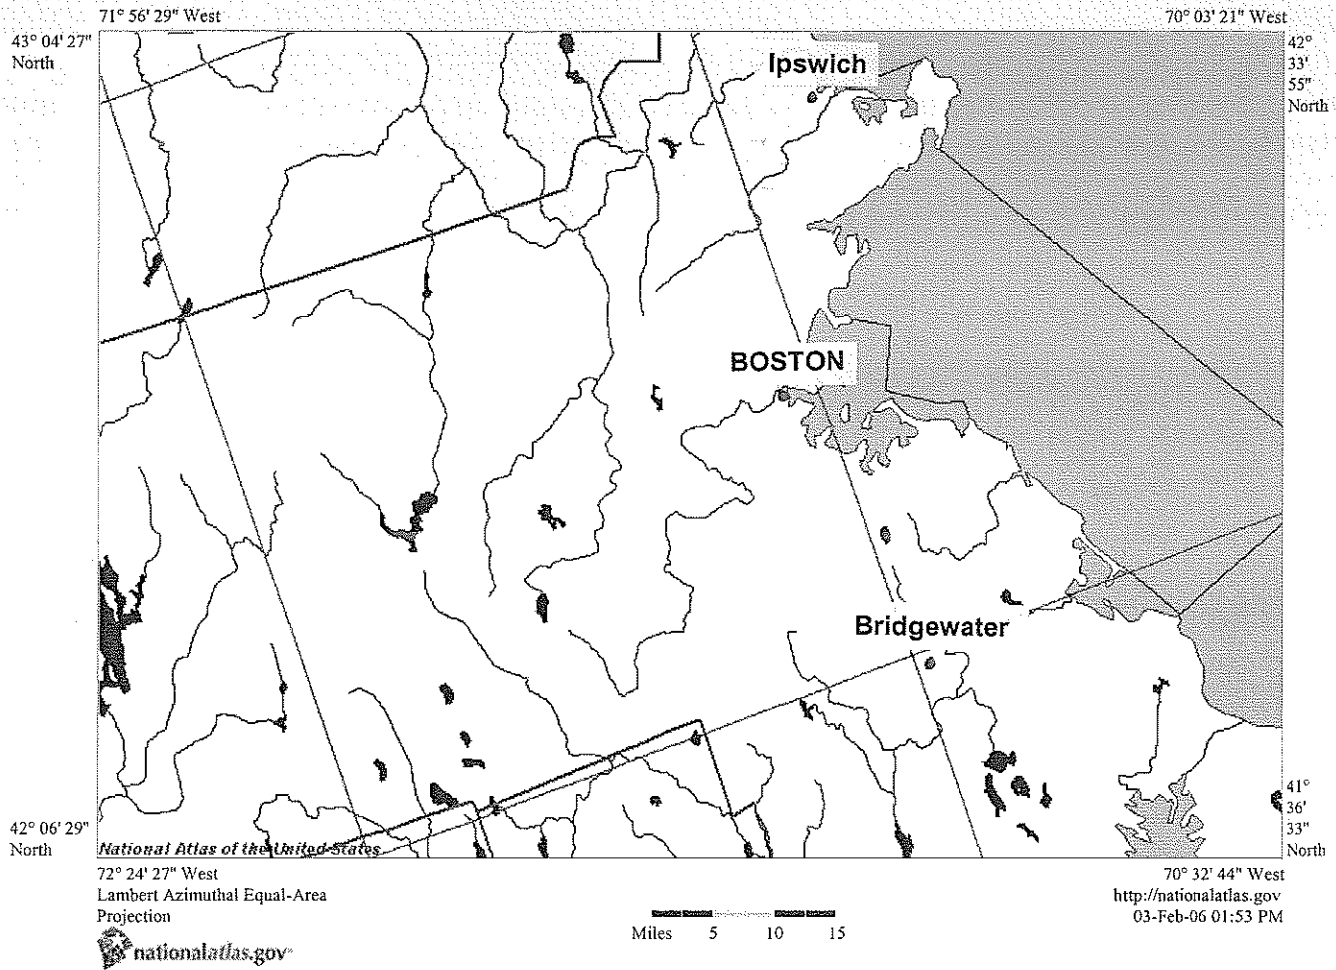 71° 56' 29" West
70° 03' 21" West
43° 04' 27"
North
42°
33'
55"
North
Ipswich
BOSTON
Bridgewater
42° 06' 29"
North
41°
36'
33"
North
National Atlas of the United States
72° 24' 27" West
70° 32' 44" West
Lambert Azimuthal Equal-Area
Projection
http://nationalatlas.gov
03-Feb-06 01:53 PM
Miles 5 10 15
nationalatlas.gov